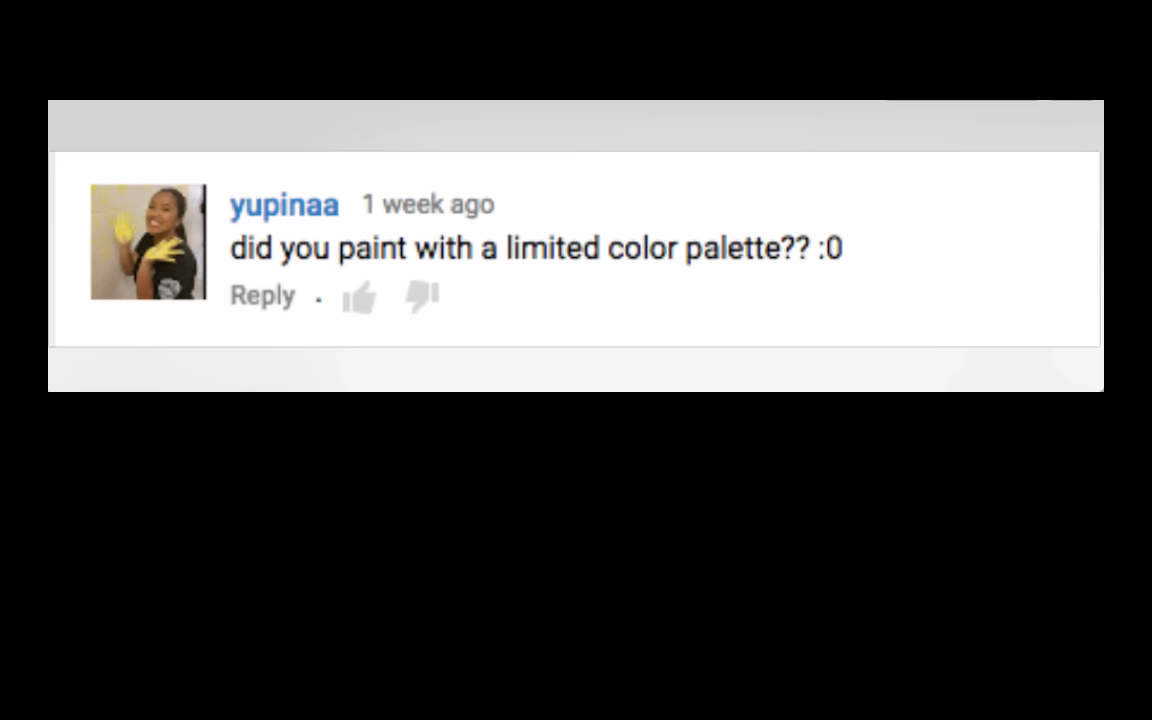 yupinaa 1 week ago
did you paint with a limited color palette?? :0
Reply .